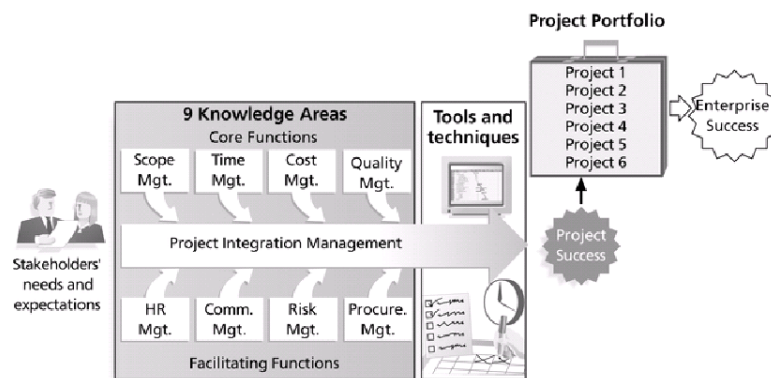 Project Portfolio
Project 1
Project 2
Project 3
Project 4
Project 5
Project 6
Enterprise
Success
9 Knowledge Areas
Core Functions
Scope
Mgt.
Time
Mgt.
Cost
Mgt.
Quality
Mgt.
Tools and
techniques
Project Integration Management
Project
Success
Stakeholders'
needs and
expectations
HR
Mgt.
Comm.
Mgt.
Risk
Mgt.
Procure.
Mgt.
Facilitating Functions